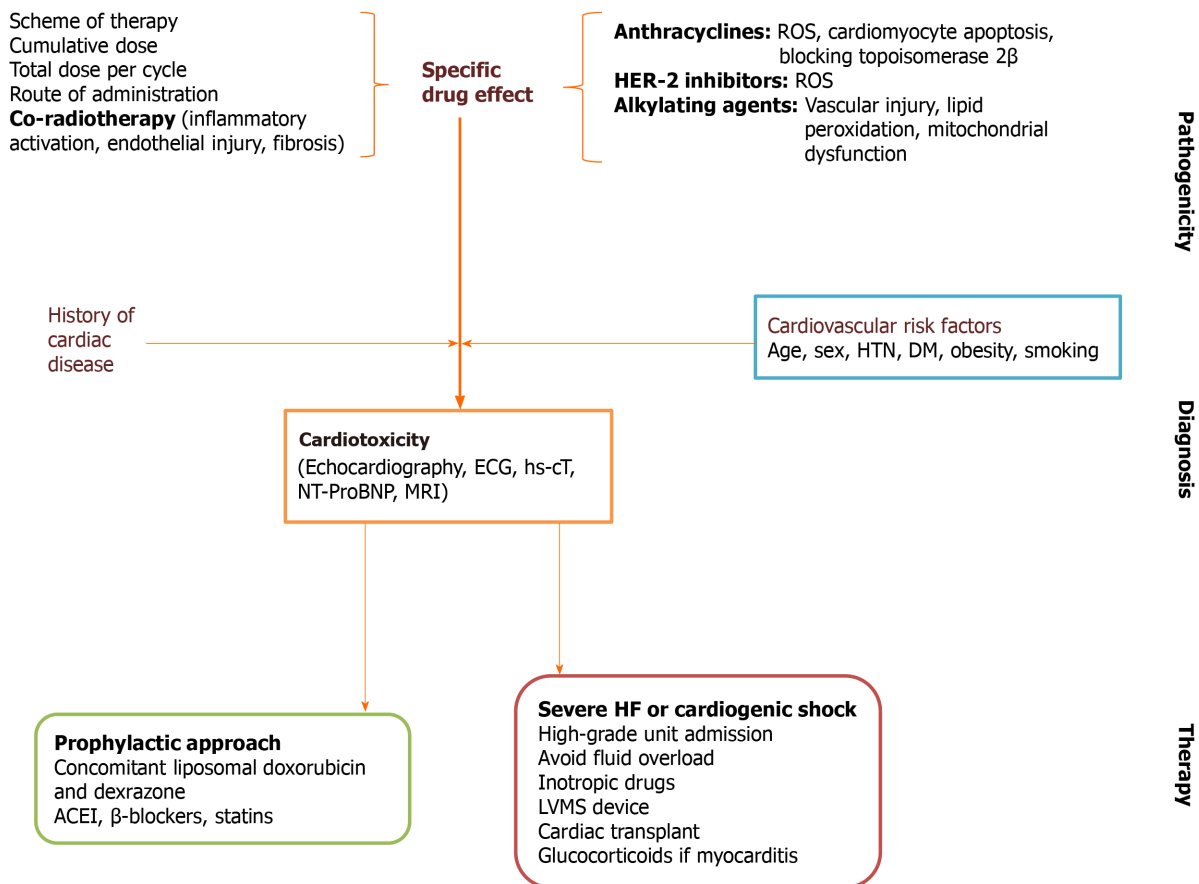 Scheme of therapy
Cumulative dose
Total dose per cycle
Route of administration
Co-radiotherapy (inflammatory
activation, endothelial injury, fibrosis)
Specific
drug effect
Anthracyclines: ROS, cardiomyocyte apoptosis,
blocking topoisomerase 2β
HER-2 inhibitors: ROS
Alkylating agents: Vascular injury, lipid
peroxidation, mitochondrial
dysfunction
Pathogenicity
History of
cardiac
disease
Cardiovascular risk factors
Age, sex, HTN, DM, obesity, smoking
Cardiotoxicity
(Echocardiography, ECG, hs-cT,
NT-ProBNP, MRI)
Diagnosis
Prophylactic approach
Concomitant liposomal doxorubicin
and dexrazone
ACEI, β-blockers, statins
Severe HF or cardiogenic shock
High-grade unit admission
Avoid fluid overload
Inotropic drugs
LVMS device
Cardiac transplant
Glucocorticoids if myocarditis
Therapy